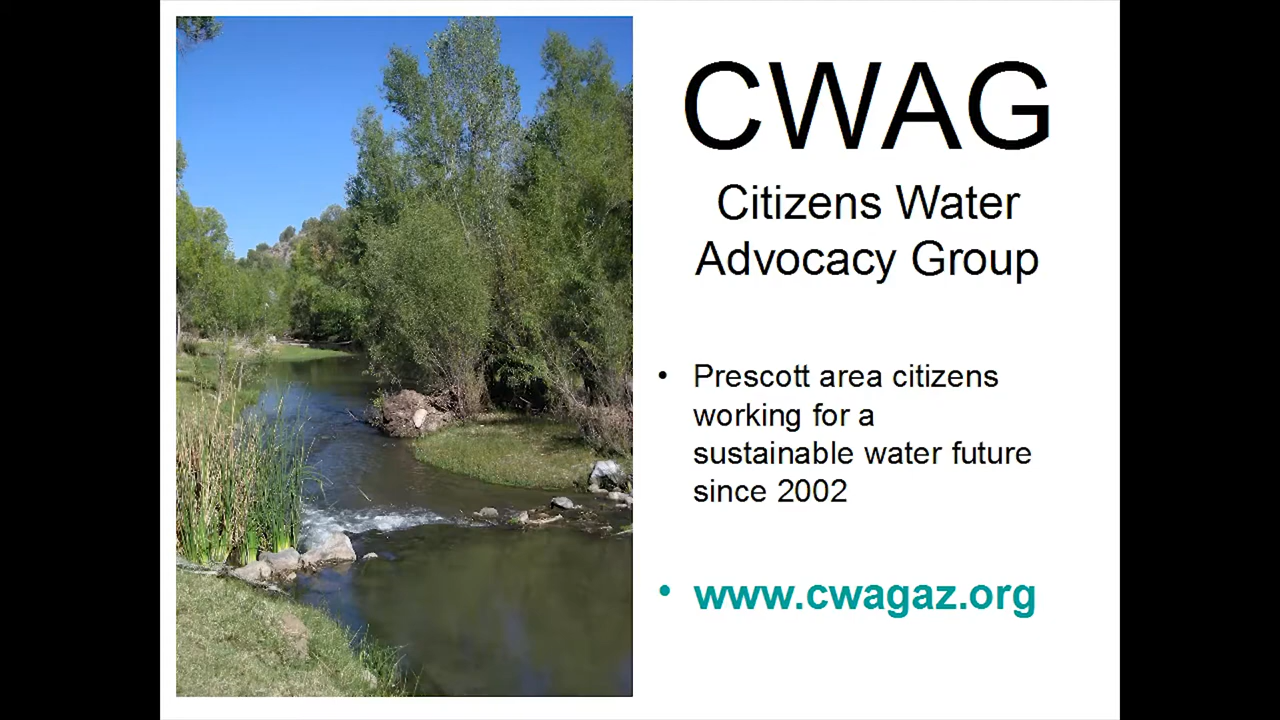 CWAG
Citizens Water
Advocacy Group
• Prescott area citizens
working for a
sustainable water future
since 2002
• www.cwagaz.org